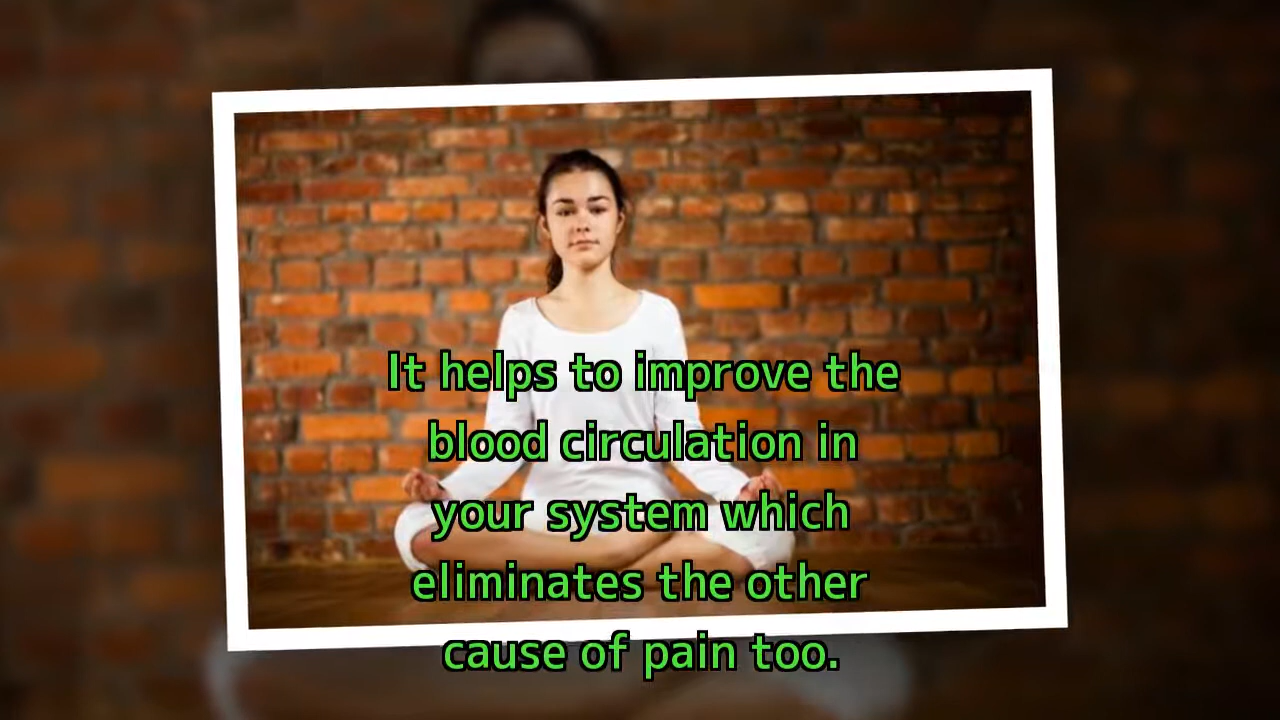 It helps to improve the
blood circulation in
your system which
eliminates the other
cause of pain too.